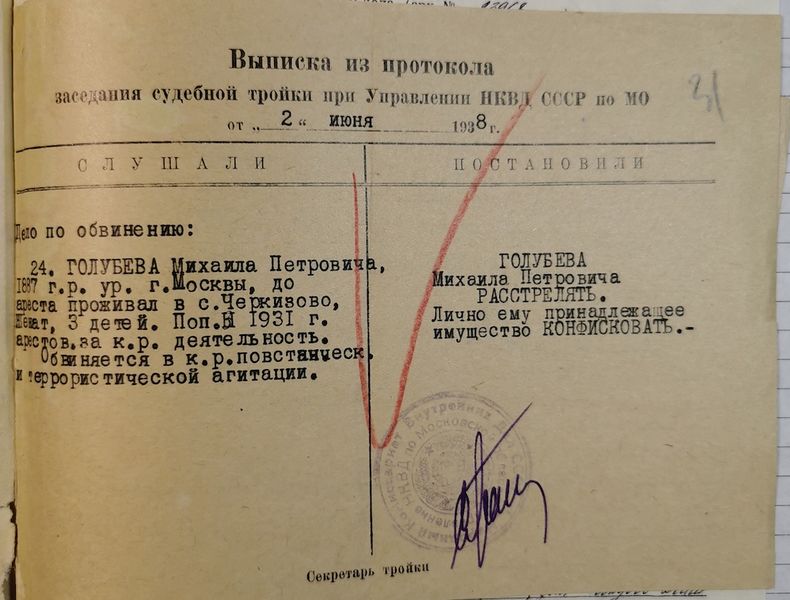 Выписка из протокола
31
заседания судебной тройки при Управлении НКВД СССР по МО
от „ 2 “ июня 1938 г.
СЛУШАЛИ
Дело по обвинению:
24. ГОЛУБЕВА Михаила Петровича,
1887 г.р. ур. г.Москвы, до
ареста проживал в с.Черкизово,
женат, 3 детей. Поп. В 1931 г.
арестов. за к.р. деятельность.
Обвиняется в к.р.повстанческ.
и террористической агитации.
ПОСТАНОВИЛИ
ГОЛУБЕВА
Михаила Петровича
РАССТРЕЛЯТЬ.
Лично ему принадлежащее
имущество КОНФИСКОВАТЬ.-
Секретарь тройки